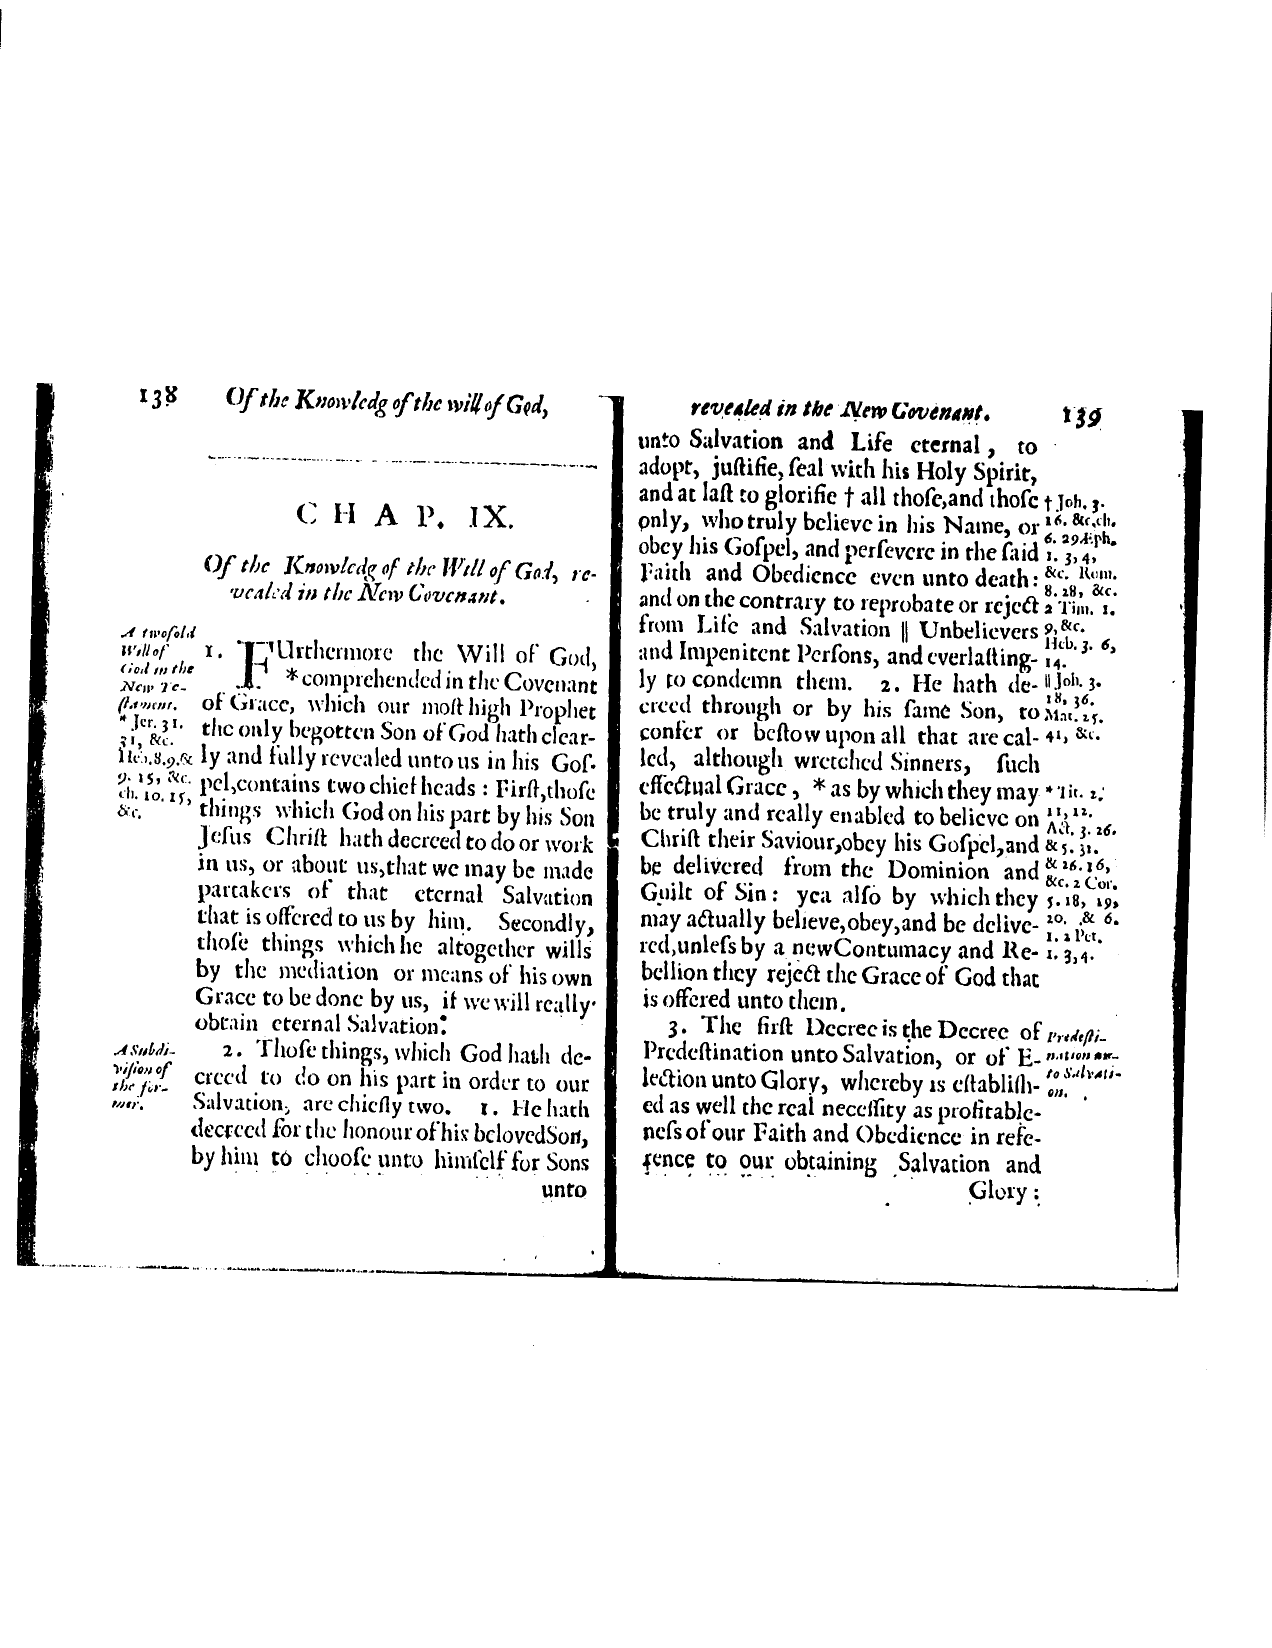 138 Of the Knowledg of the will of God,
CHAP. IX.
Of the Knowledg of the Will of God, re-
vealed in the New Covenant.
A twofold
Will of
God in the
New Te-
ſtament.
* Jer. 31.
31, &c.
Heb.8.9.&
9. 15, &c.
ch. 10. 15,
&c.
1. FUrthermore the Will of God,
* comprehended in the Covenant
of Grace, which our moſt high Prophet
the only begotten Son of God hath clear-
ly and fully revealed unto us in his Goſ-
pel,contains two chief heads : Firſt,thoſe
things which God on his part by his Son
Jeſus Chriſt hath decreed to do or work
in us, or about us,that we may be made
partakers of that eternal Salvation
that is offered to us by him. Secondly,
thoſe things which he altogether wills
by the mediation or means of his own
Grace to be done by us, if we will really
obtain eternal Salvation.
A Subdi-
viſion of
the for-
mer.
2. Thoſe things, which God hath de-
creed to do on his part in order to our
Salvation, are chiefly two. 1. He hath
decreed for the honour of his beloved Son,
by him to chooſe unto himſelf for Sons
unto
revealed in the New Covenant. 139
unto Salvation and Life eternal, to
adopt, juſtifie, ſeal with his Holy Spirit,
and at laſt to glorifie † all thoſe,and thoſe
only, who truly believe in his Name, or
obey his Goſpel, and perſevere in the ſaid
Faith and Obedience even unto death:
and on the contrary to reprobate or reject
from Life and Salvation || Unbelievers
and Impenitent Perſons, and everlaſting-
ly to condemn them. 2. He hath de-
creed through or by his ſame Son, to
confer or beſtow upon all that are cal-
led, although wretched Sinners, ſuch
effectual Grace, * as by which they may
be truly and really enabled to believe on
Chriſt their Saviour,obey his Goſpel,and
be delivered from the Dominion and
Guilt of Sin: yea alſo by which they
may actually believe,obey,and be delive-
red,unleſs by a new Contumacy and Re-
bellion they reject the Grace of God that
is offered unto them.
† Joh. 3.
16. &c.ch.
6. 29.Eph.
1. 3, 4,
&c. Rom.
8. 28, &c.
2 Tim. 1.
9, &c.
Heb. 3. 6,
14.
|| Joh. 3.
18, 36.
Mat. 25.
41, &c.
* Tit. 2.
11, 12.
Act. 3. 26.
& 5. 31.
& 26. 16,
&c. 2 Cor.
5. 18, 19,
20. & 6.
1. 2 Pet.
1. 3, 4.
3. The firſt Decree is the Decree of
Predeſtination unto Salvation, or of E-
lection unto Glory, whereby is eſtabliſh-
ed as well the real neceſſity as profitable-
neſs of our Faith and Obedience in refe-
rence to our obtaining Salvation and
Predeſti-
nation un-
to Salvati-
on.
Glory: